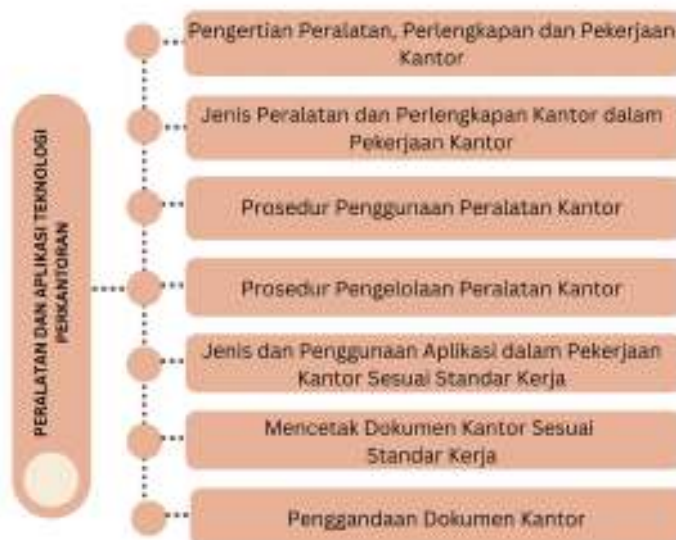 PERALATAN DAN APLIKASI TEKNOLOGI
PERKANTORAN
Pengertian Peralatan, Perlengkapan dan Pekerjaan
Kantor
Jenis Peralatan dan Perlengkapan Kantor dalam
Pekerjaan Kantor
Prosedur Penggunaan Peralatan Kantor
Prosedur Pengelolaan Peralatan Kantor
Jenis dan Penggunaan Aplikasi dalam Pekerjaan
Kantor Sesuai Standar Kerja
Mencetak Dokumen Kantor Sesuai
Standar Kerja
Penggandaan Dokumen Kantor